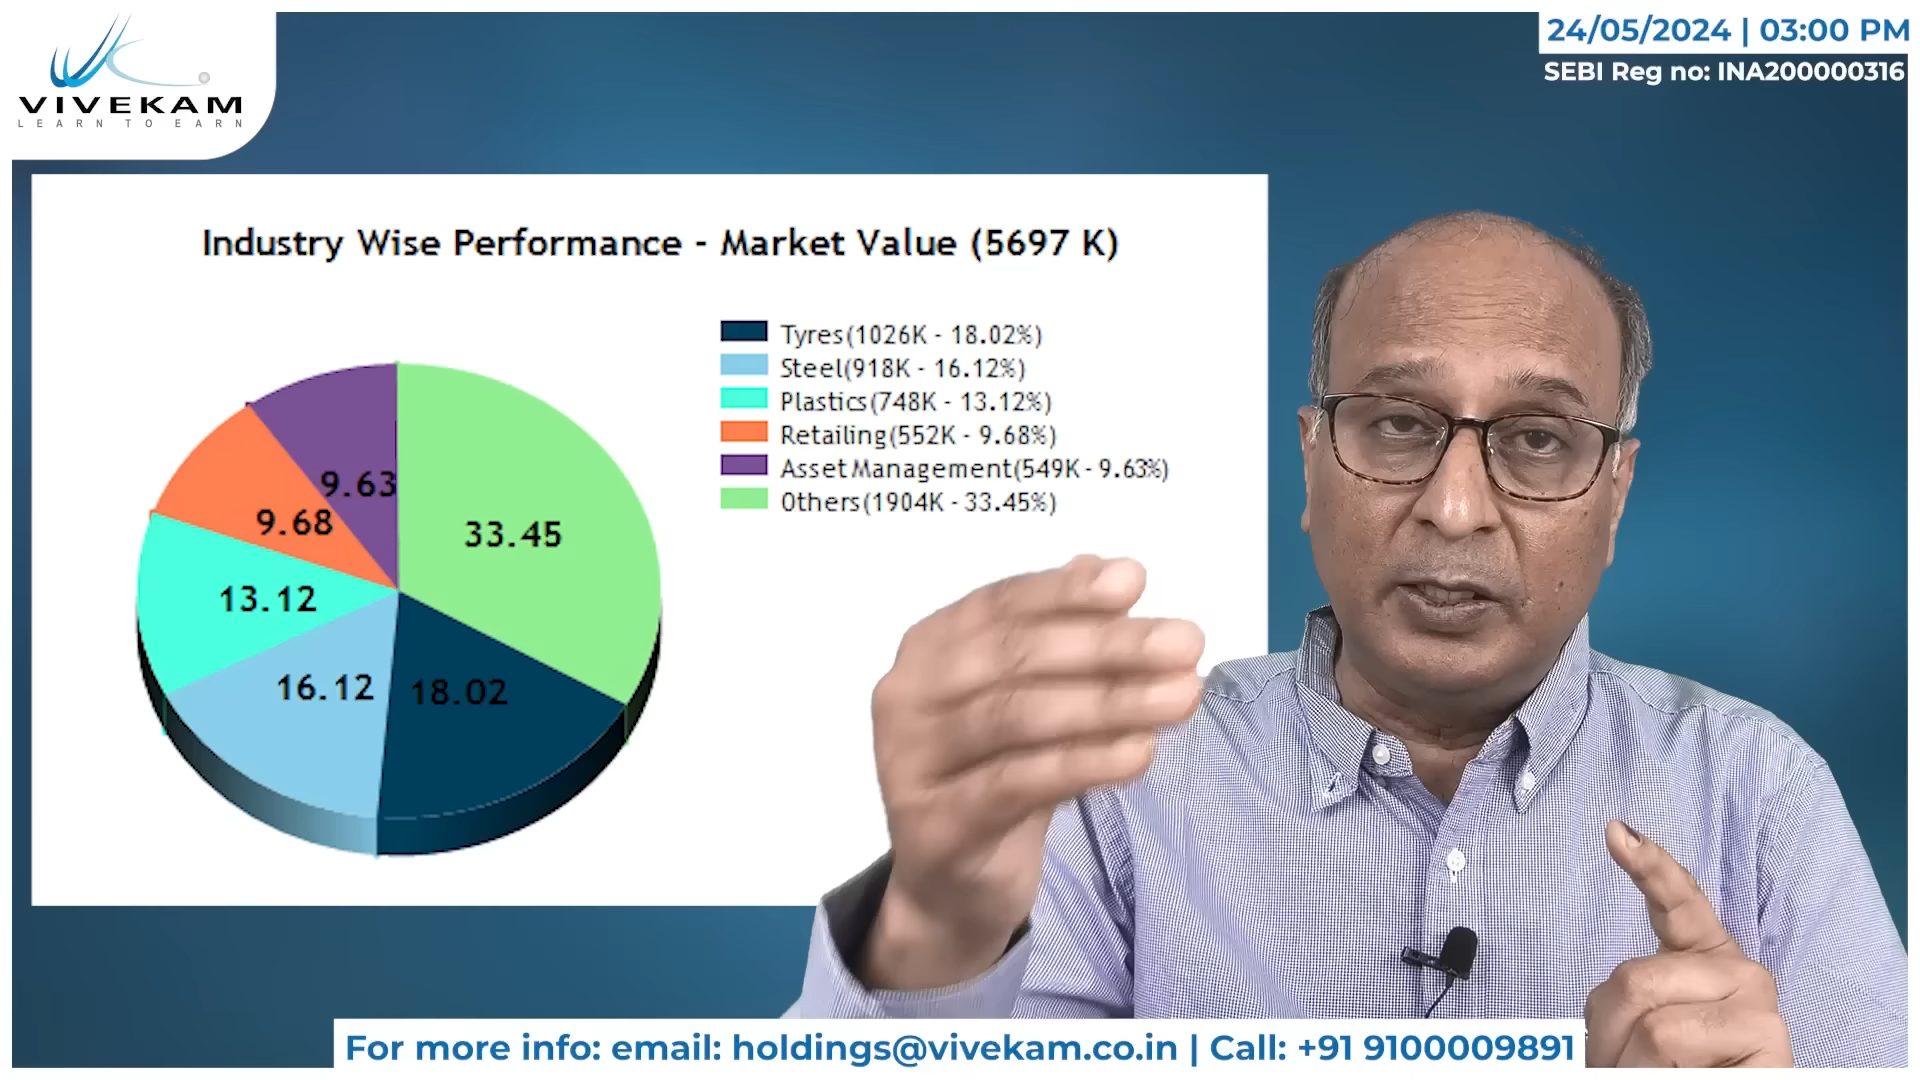 VIVEKAM
LEARN TO EARN
24/05/2024 | 03:00 PM
SEBI Reg no: INA200000316
Industry Wise Performance - Market Value (5697 K)
Tyres(1026K - 18.02%)
Steel(918K - 16.12%)
Plastics(748K - 13.12%)
Retailing(552K - 9.68%)
Asset Management(549K - 9.63%)
Others(1904K - 33.45%)
9.63
9.68
33.45
13.12
16.12
18.02
For more info: email: holdings@vivekam.co.in | Call: +91 9100009891